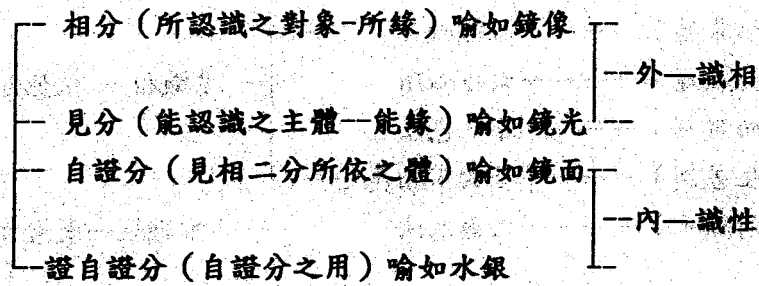 相分（所認識之對象-所緣）喻如鏡像
外—識相
見分（能認識之主體--能緣）喻如鏡光
自證分（見相二分所依之體）喻如鏡面
內—識性
證自證分（自證分之用）喻如水銀